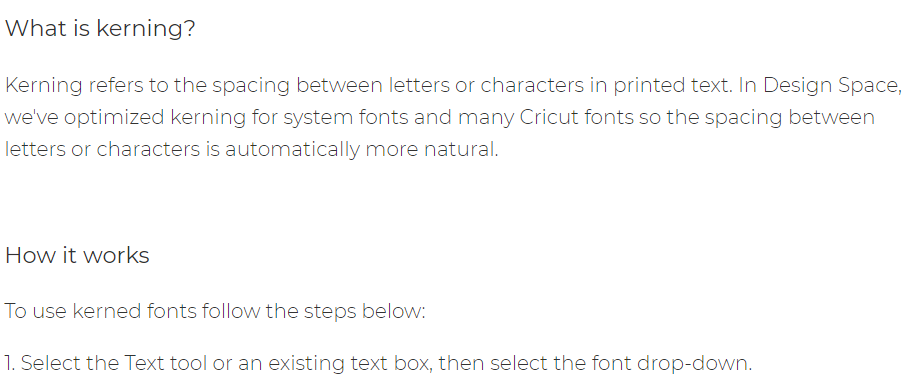 What is kerning?
Kerning refers to the spacing between letters or characters in printed text. In Design Space,
we've optimized kerning for system fonts and many Cricut fonts so the spacing between
letters or characters is automatically more natural.
How it works
To use kerned fonts follow the steps below:
1. Select the Text tool or an existing text box, then select the font drop-down.